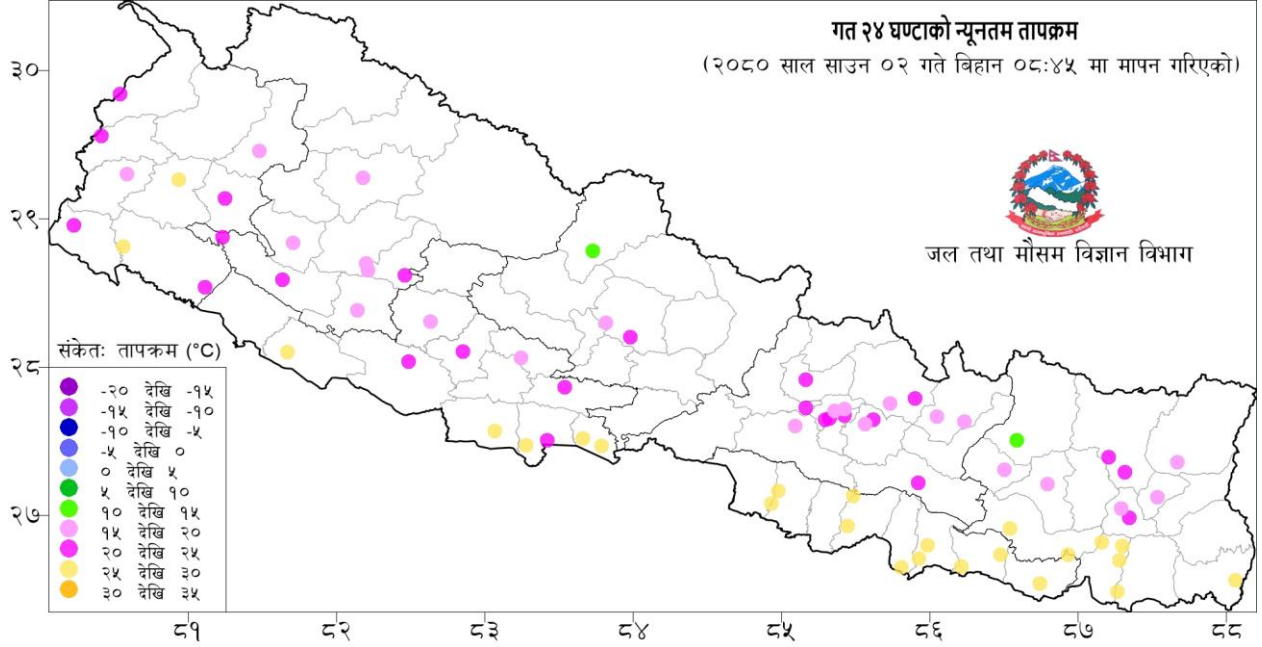 गत २४ घण्टाको न्यूनतम तापक्रम
(२०८० साल साउन ०२ गते बिहान ०८:४५ मा मापन गरिएको)
जल तथा मौसम विज्ञान विभाग
३०
२९
२८
२७
संकेतः तापक्रम (°C)
-२० देखि -१५
-१५ देखि -१०
-१० देखि -५
-५ देखि ०
० देखि ५
५ देखि १०
१० देखि १५
१५ देखि २०
२० देखि २५
२५ देखि ३०
३० देखि ३५
८१ ८२ ८३ ८४ ८५ ८६ ८७ ८८